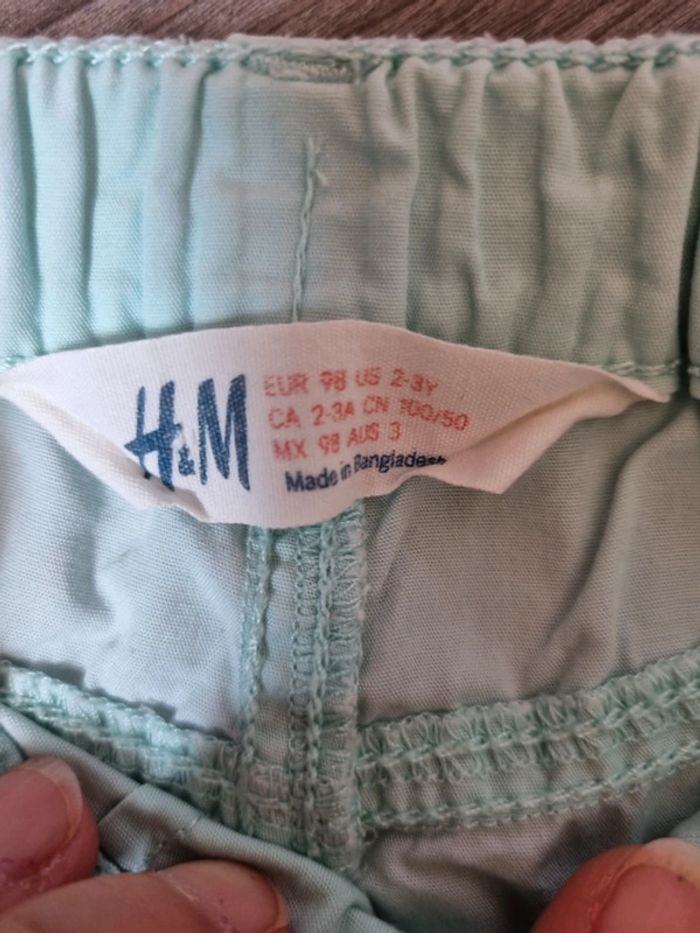 H&M
EUR 98 US 2-3Y
CA 2-3A CN 100/50
MX 98 AUS 3
Made in Bangladesh